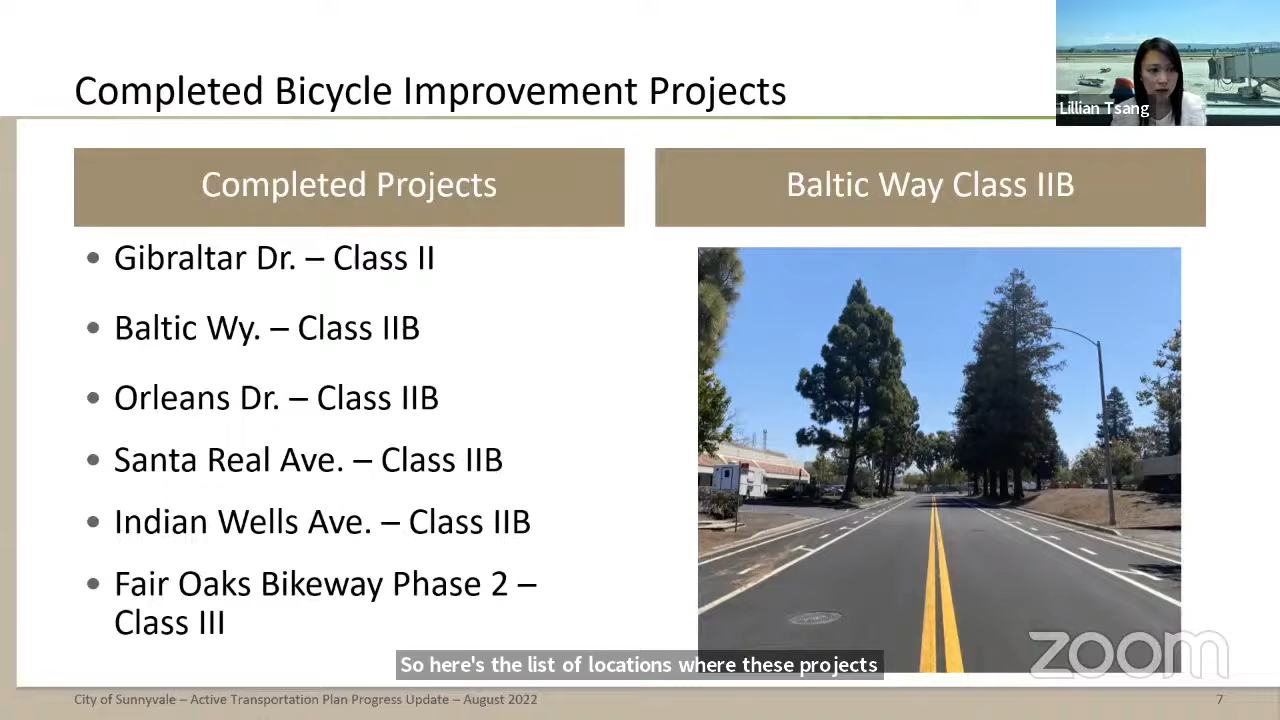 Completed Bicycle Improvement Projects
Lillian Tsang
Completed Projects
Baltic Way Class IIB
• Gibraltar Dr. – Class II
• Baltic Wy. – Class IIB
• Orleans Dr. – Class IIB
• Santa Real Ave. – Class IIB
• Indian Wells Ave. – Class IIB
• Fair Oaks Bikeway Phase 2 –
Class III
zoom
So here's the list of locations where these projects
City of Sunnyvale – Active Transportation Plan Progress Update – August 2022
7